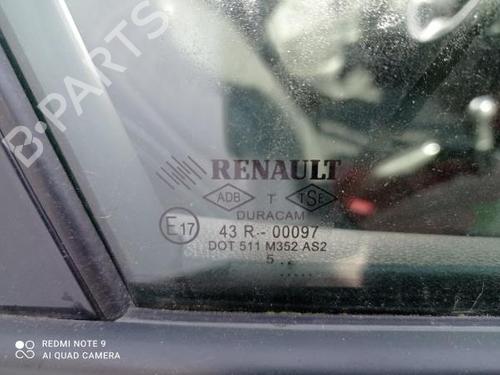 B-PARTS
RENAULT
ADB T TSE
DURACAM
E17 43 R - 00097
DOT 511 M352 AS2
REDMI NOTE 9
AI QUAD CAMERA